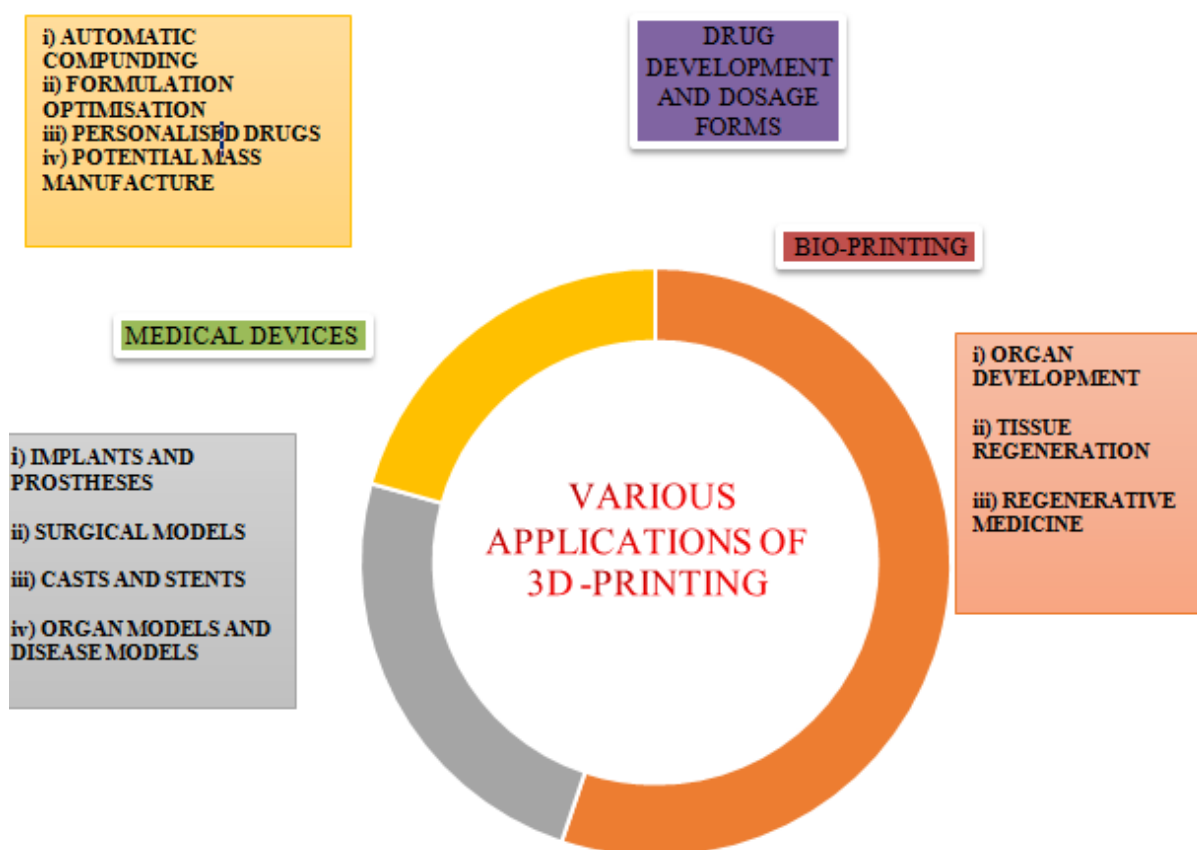 i) AUTOMATIC
COMPUNDING
ii) FORMULATION
OPTIMISATION
iii) PERSONALISED DRUGS
iv) POTENTIAL MASS
MANUFACTURE
DRUG
DEVELOPMENT
AND DOSAGE
FORMS
BIO-PRINTING
MEDICAL DEVICES
i) ORGAN
DEVELOPMENT
ii) TISSUE
REGENERATION
iii) REGENERATIVE
MEDICINE
i) IMPLANTS AND
PROSTHESES
ii) SURGICAL MODELS
iii) CASTS AND STENTS
iv) ORGAN MODELS AND
DISEASE MODELS
VARIOUS
APPLICATIONS OF
3D -PRINTING